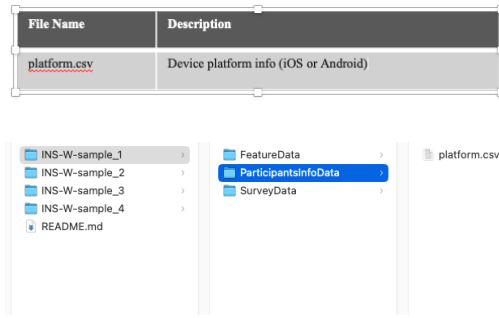 File Name Description
platform.csv Device platform info (iOS or Android)
INS-W-sample_1 FeatureData platform.csv
INS-W-sample_2 ParticipantsInfoData
INS-W-sample_3 SurveyData
INS-W-sample_4
README.md